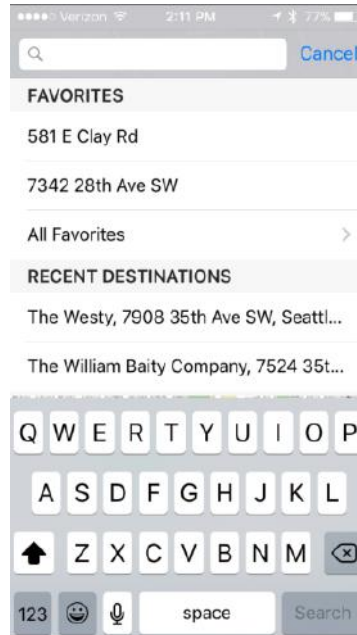 Verizon 2:11 PM 77%
Cancel
FAVORITES
581 E Clay Rd
7342 28th Ave SW
All Favorites
RECENT DESTINATIONS
The Westy, 7908 35th Ave SW, Seattl...
The William Baity Company, 7524 35t...
Q W E R T Y U I O P
A S D F G H J K L
Z X C V B N M
123 space Search